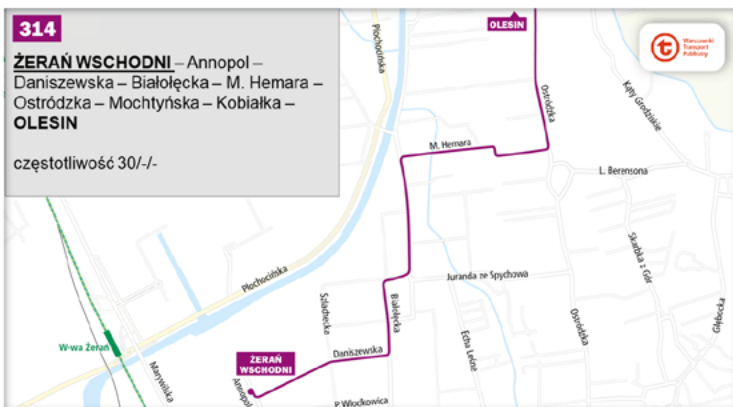 314
ŻERAŃ WSCHODNI – Annopol –
Daniszewska – Białołęcka – M. Hemara –
Ostródzka – Mochtyńska – Kobiałka –
OLESIN
częstotliwość 30/-/-
OLESIN
Warszawski
Transport
Publiczny
Płochocińska
Ostródzka
Kąty Grodziskie
M. Hemara
L. Berensona
Skarbka z Gór
Płochocińska
Juranda ze Spychowa
Szlachecka
Białołęcka
Echa Leśne
Ostródzka
Głębocka
W-wa Żerań
Daniszewska
ŻERAŃ
WSCHODNI
Marywilska
Annopol
P. Włodkowica